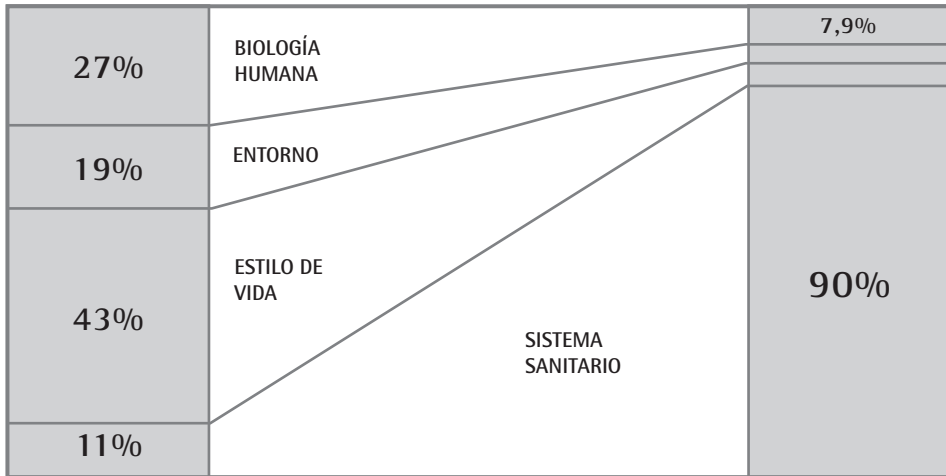 27%
BIOLOGÍA
HUMANA
7,9%
19%
ENTORNO
43%
ESTILO DE
VIDA
90%
SISTEMA
SANITARIO
11%